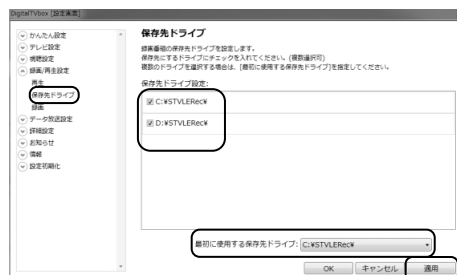 DigitalTVbox [設定画面]
かんたん設定
テレビ設定
視聴設定
録画/再生設定
再生
保存先ドライブ
録画
データ放送設定
詳細設定
お知らせ
情報
設定初期化
保存先ドライブ
録画番組の保存先ドライブを設定します。
保存先にするドライブにチェックを入れてください。(複数選択可)
複数のドライブを選択する場合は、[最初に使用する保存先ドライブ]を指定してください。
保存先ドライブ設定:
C:¥STVLERec¥
D:¥STVLERec¥
最初に使用する保存先ドライブ: C:¥STVLERec¥
OK キャンセル 適用